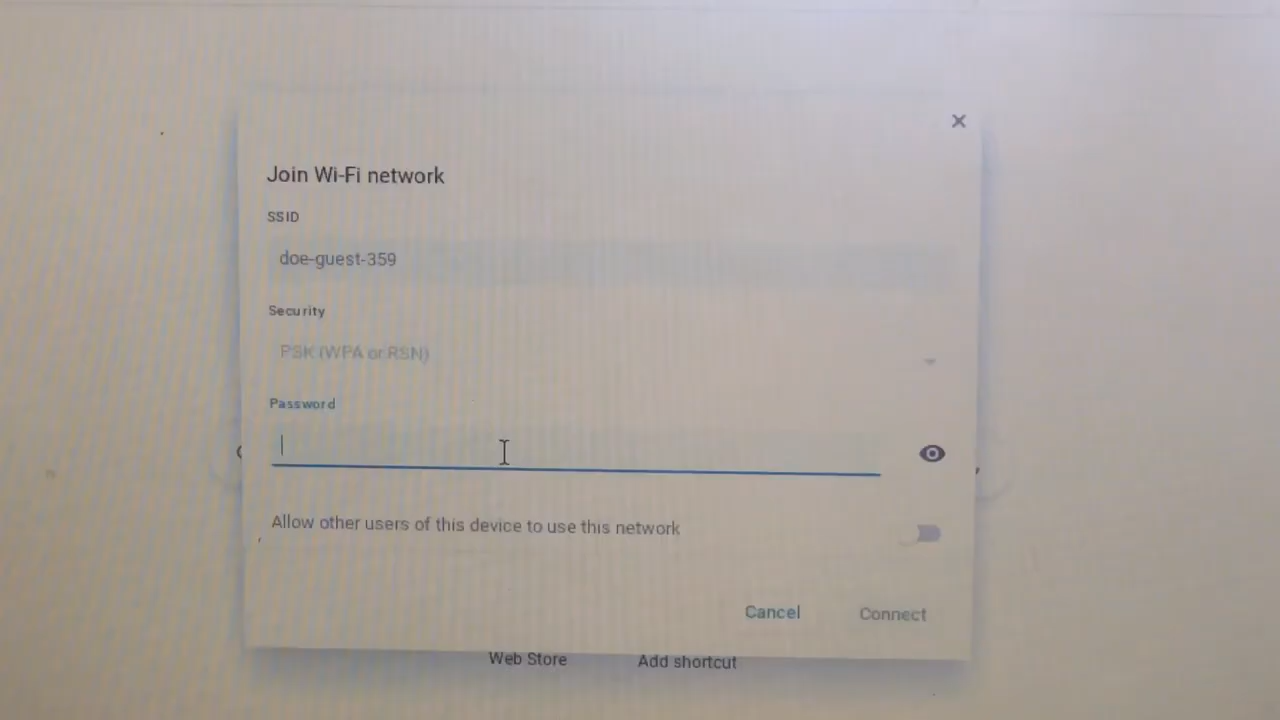 Join Wi-Fi network
SSID
doe-guest-359
Security
PSK (WPA or RSN)
Password
Allow other users of this device to use this network
Cancel
Connect
Web Store
Add shortcut